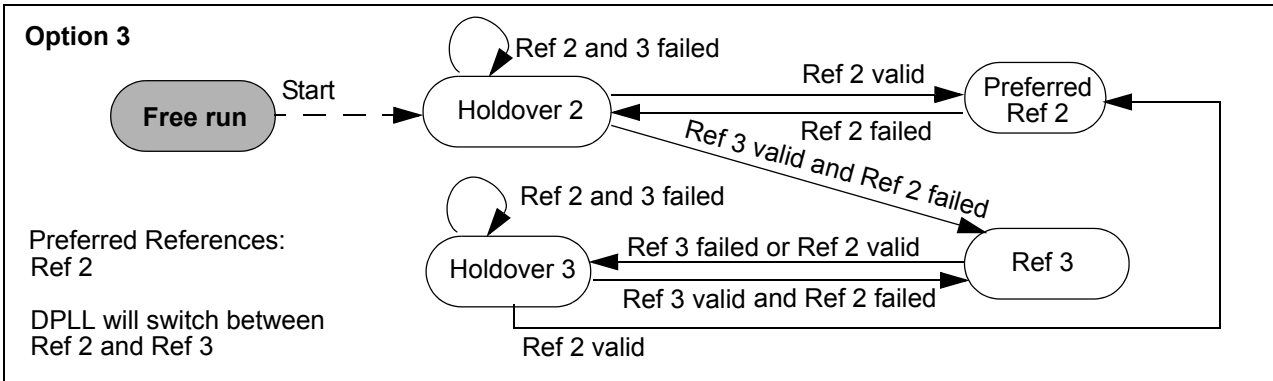 Option 3
Ref 2 and 3 failed
Start
Free run
Holdover 2
Ref 2 valid
Preferred
Ref 2
Ref 2 failed
Ref 3 valid and Ref 2 failed
Ref 2 and 3 failed
Preferred References:
Ref 2
Holdover 3
Ref 3 failed or Ref 2 valid
Ref 3
Ref 3 valid and Ref 2 failed
DPLL will switch between
Ref 2 and Ref 3
Ref 2 valid